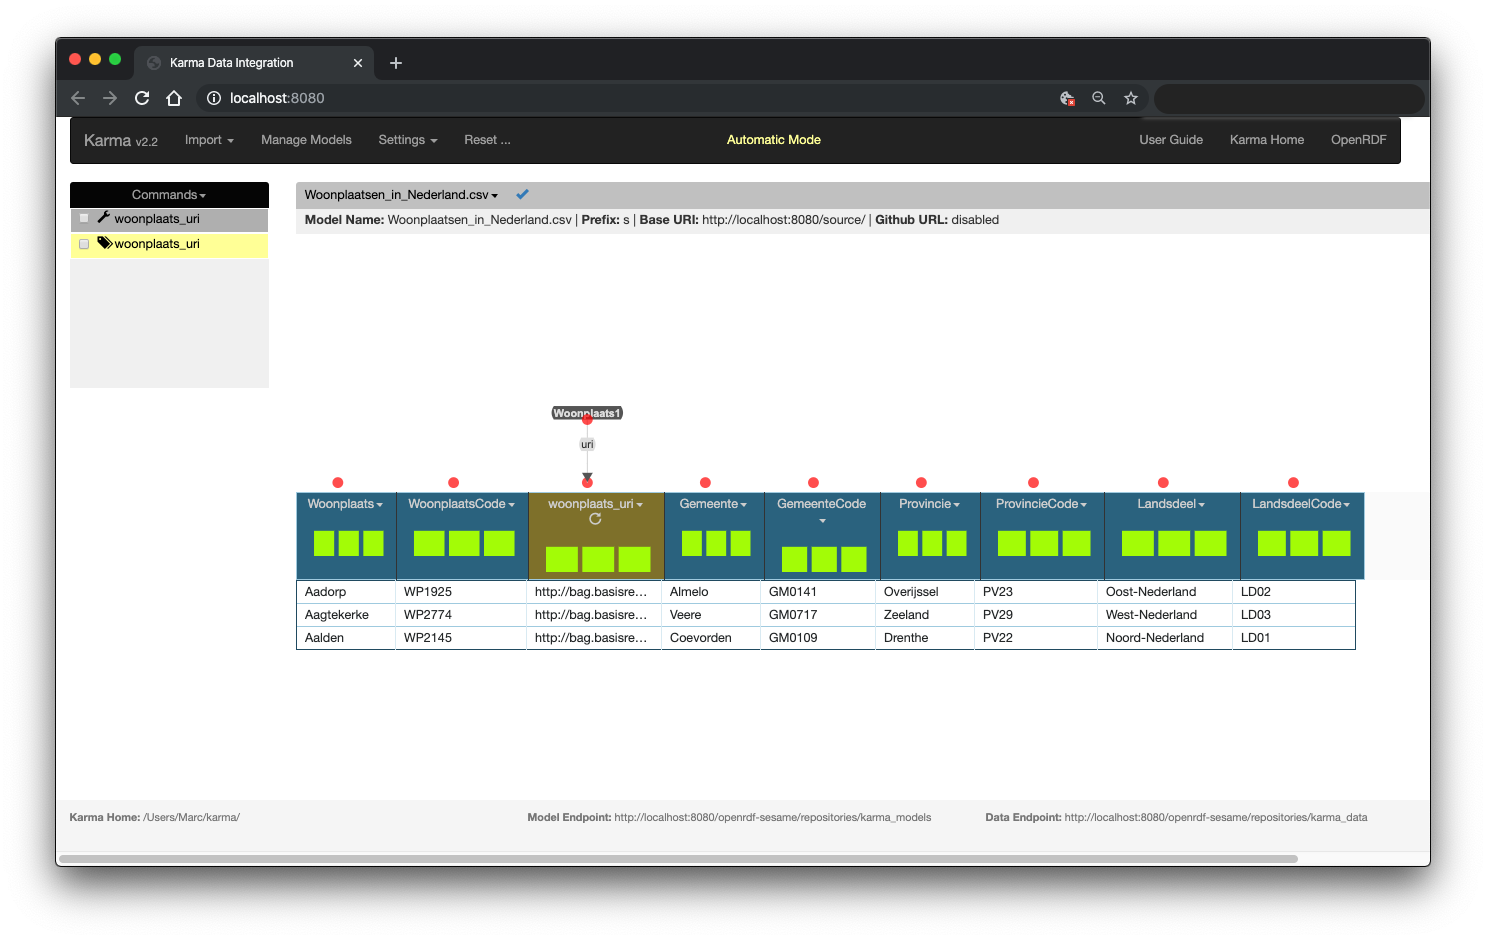 Karma Data Integration
localhost:8080
Karma v2.2 Import Manage Models Settings Reset ... Automatic Mode User Guide Karma Home OpenRDF
Commands
woonplaats_uri
woonplaats_uri
Woonplaatsen_in_Nederland.csv
Model Name: Woonplaatsen_in_Nederland.csv | Prefix: s | Base URI: http://localhost:8080/source/ | Github URL: disabled
Woonplaats1
uri
Woonplaats WoonplaatsCode woonplaats_uri Gemeente GemeenteCode Provincie ProvincieCode Landsdeel LandsdeelCode
Aadorp WP1925 http://bag.basisre... Almelo GM0141 Overijssel PV23 Oost-Nederland LD02
Aagtekerke WP2774 http://bag.basisre... Veere GM0717 Zeeland PV29 West-Nederland LD03
Aalden WP2145 http://bag.basisre... Coevorden GM0109 Drenthe PV22 Noord-Nederland LD01
Karma Home: /Users/Marc/karma/ Model Endpoint: http://localhost:8080/openrdf-sesame/repositories/karma_models Data Endpoint: http://localhost:8080/openrdf-sesame/repositories/karma_data